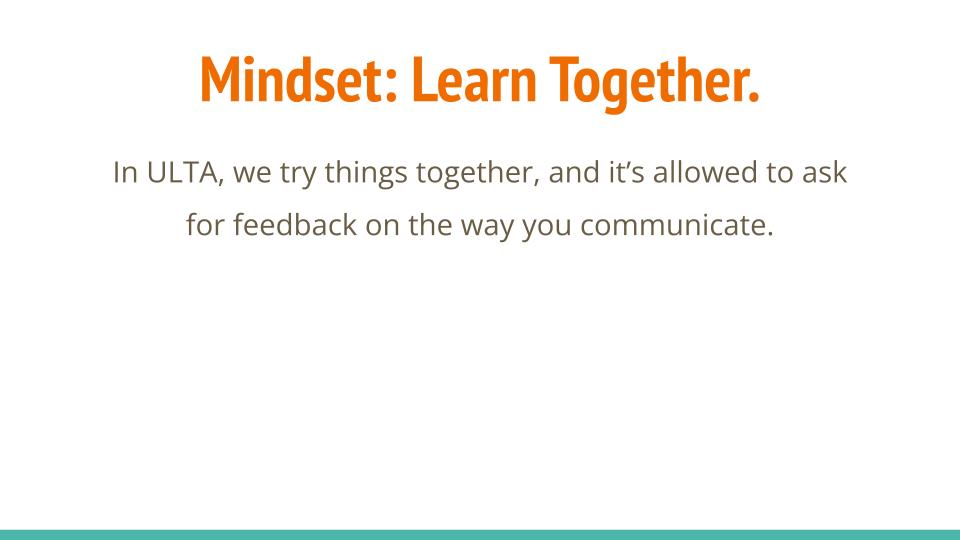 Mindset: Learn Together.
In ULTA, we try things together, and it’s allowed to ask
for feedback on the way you communicate.